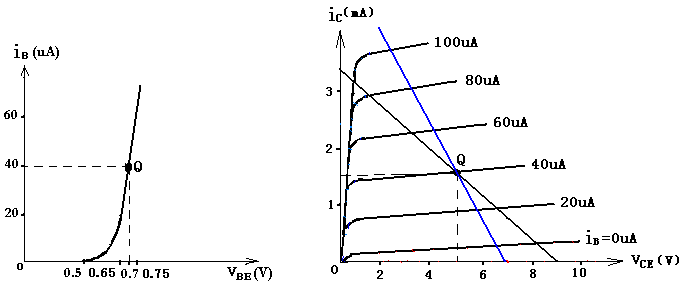 iB(uA)
60
40
20
0
0.5 0.65 0.7 0.75
VBE(V)
Q
iC(mA)
3
2
1
0
2 4 6 8 10
VCE(V)
100uA
80uA
60uA
40uA
20uA
iB=0uA
Q